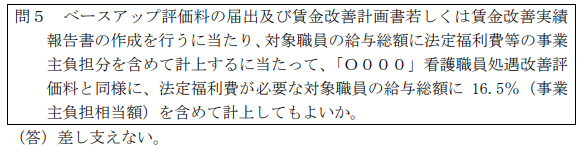 問５ ベースアップ評価料の届出及び賃金改善計画書若しくは賃金改善実績
報告書の作成を行うに当たり、対象職員の給与総額に法定福利費等の事業
主負担分を含めて計上するに当たって、「Ｏ０００」看護職員処遇改善評
価料と同様に、法定福利費が必要な対象職員の給与総額に 16.5％（事業
主負担相当額）を含めて計上してもよいか。
（答）差し支えない。